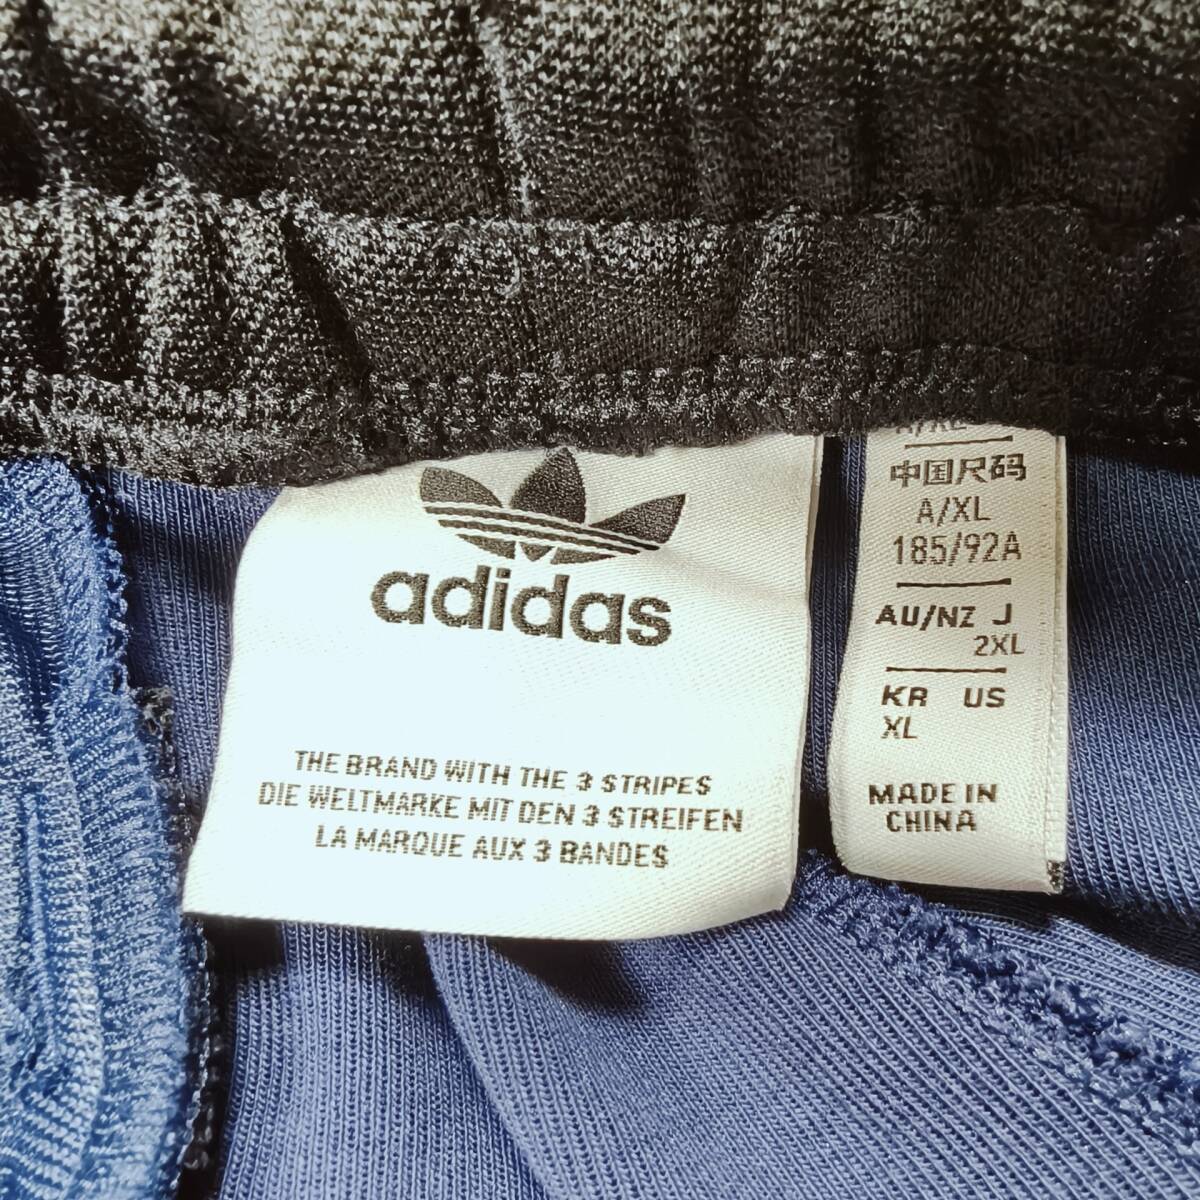 adidas
THE BRAND WITH THE 3 STRIPES
DIE WELTMARKE MIT DEN 3 STREIFEN
LA MARQUE AUX 3 BANDES
中国尺码
A/XL
185/92A
AU/NZ J
2XL
KR US
XL
MADE IN
CHINA